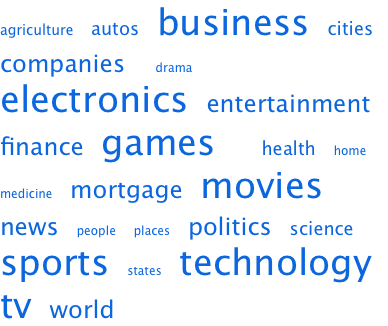 agriculture autos business cities
companies drama
electronics entertainment
finance games health home
medicine mortgage movies
news people places politics science
sports states technology
tv world